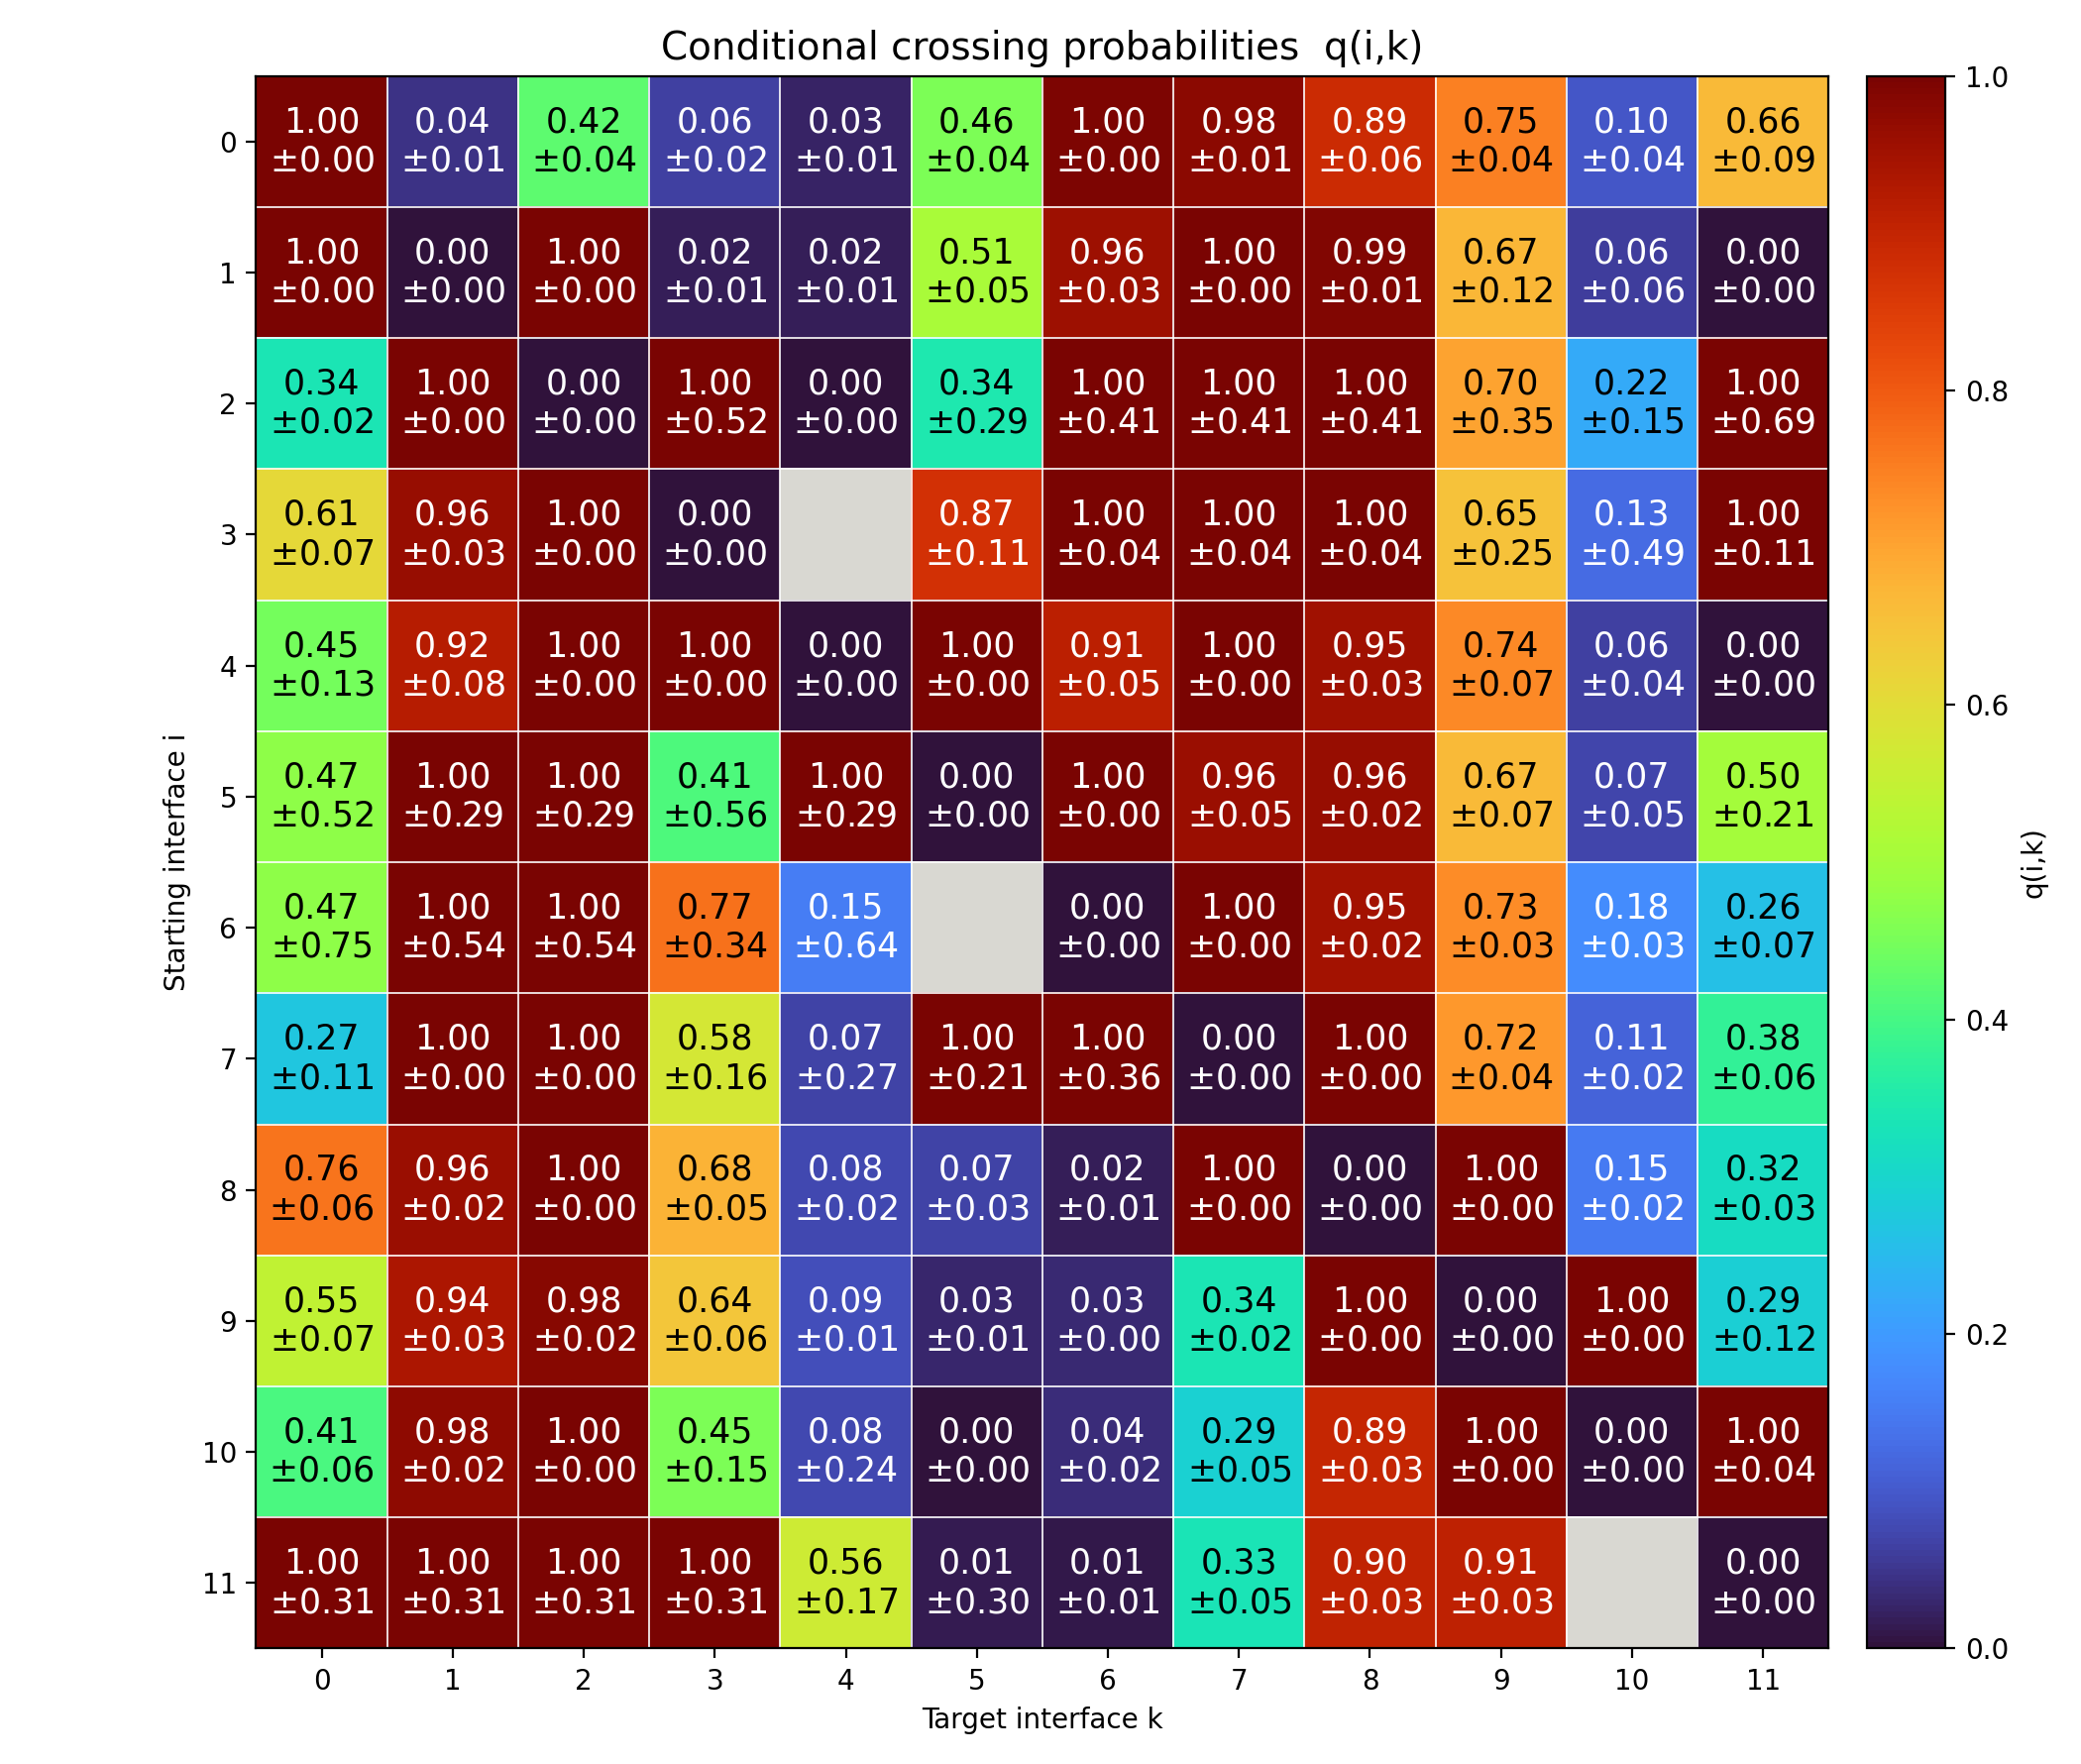 Conditional crossing probabilities q(i,k)
1.00 0.04 0.42 0.06 0.03 0.46 1.00 0.98 0.89 0.75 0.10 0.66
0 ±0.00 ±0.01 ±0.04 ±0.02 ±0.01 ±0.04 ±0.00 ±0.01 ±0.06 ±0.04 ±0.04 ±0.09
1.00 0.00 1.00 0.02 0.02 0.51 0.96 1.00 0.99 0.67 0.06 0.00
1 ±0.00 ±0.00 ±0.00 ±0.01 ±0.01 ±0.05 ±0.03 ±0.00 ±0.01 ±0.12 ±0.06 ±0.00
0.34 1.00 0.00 1.00 0.00 0.34 1.00 1.00 1.00 0.70 0.22 1.00
2 ±0.02 ±0.00 ±0.00 ±0.52 ±0.00 ±0.29 ±0.41 ±0.41 ±0.41 ±0.35 ±0.15 ±0.69
0.61 0.96 1.00 0.00 0.87 1.00 1.00 1.00 0.65 0.13 1.00
3 ±0.07 ±0.03 ±0.00 ±0.00 ±0.11 ±0.04 ±0.04 ±0.04 ±0.25 ±0.49 ±0.11
0.45 0.92 1.00 1.00 0.00 1.00 0.91 1.00 0.95 0.74 0.06 0.00
4 ±0.13 ±0.08 ±0.00 ±0.00 ±0.00 ±0.00 ±0.05 ±0.00 ±0.03 ±0.07 ±0.04 ±0.00
0.47 1.00 1.00 0.41 1.00 0.00 1.00 0.96 0.96 0.67 0.07 0.50
5 ±0.52 ±0.29 ±0.29 ±0.56 ±0.29 ±0.00 ±0.00 ±0.05 ±0.02 ±0.07 ±0.05 ±0.21
0.47 1.00 1.00 0.77 0.15 0.00 1.00 0.95 0.73 0.18 0.26
6 ±0.75 ±0.54 ±0.54 ±0.34 ±0.64 ±0.00 ±0.00 ±0.02 ±0.03 ±0.03 ±0.07
0.27 1.00 1.00 0.58 0.07 1.00 1.00 0.00 1.00 0.72 0.11 0.38
7 ±0.11 ±0.00 ±0.00 ±0.16 ±0.27 ±0.21 ±0.36 ±0.00 ±0.00 ±0.04 ±0.02 ±0.06
0.76 0.96 1.00 0.68 0.08 0.07 0.02 1.00 0.00 1.00 0.15 0.32
8 ±0.06 ±0.02 ±0.00 ±0.05 ±0.02 ±0.03 ±0.01 ±0.00 ±0.00 ±0.00 ±0.02 ±0.03
0.55 0.94 0.98 0.64 0.09 0.03 0.03 0.34 1.00 0.00 1.00 0.29
9 ±0.07 ±0.03 ±0.02 ±0.06 ±0.01 ±0.01 ±0.00 ±0.02 ±0.00 ±0.00 ±0.00 ±0.12
0.41 0.98 1.00 0.45 0.08 0.00 0.04 0.29 0.89 1.00 0.00 1.00
10 ±0.06 ±0.02 ±0.00 ±0.15 ±0.24 ±0.00 ±0.02 ±0.05 ±0.03 ±0.00 ±0.00 ±0.04
1.00 1.00 1.00 1.00 0.56 0.01 0.01 0.33 0.90 0.91 0.00
11 ±0.31 ±0.31 ±0.31 ±0.31 ±0.17 ±0.30 ±0.01 ±0.05 ±0.03 ±0.03 ±0.00
0 1 2 3 4 5 6 7 8 9 10 11
Target interface k
Starting interface i
1.0
0.8
0.6
0.4
0.2
0.0
q(i,k)